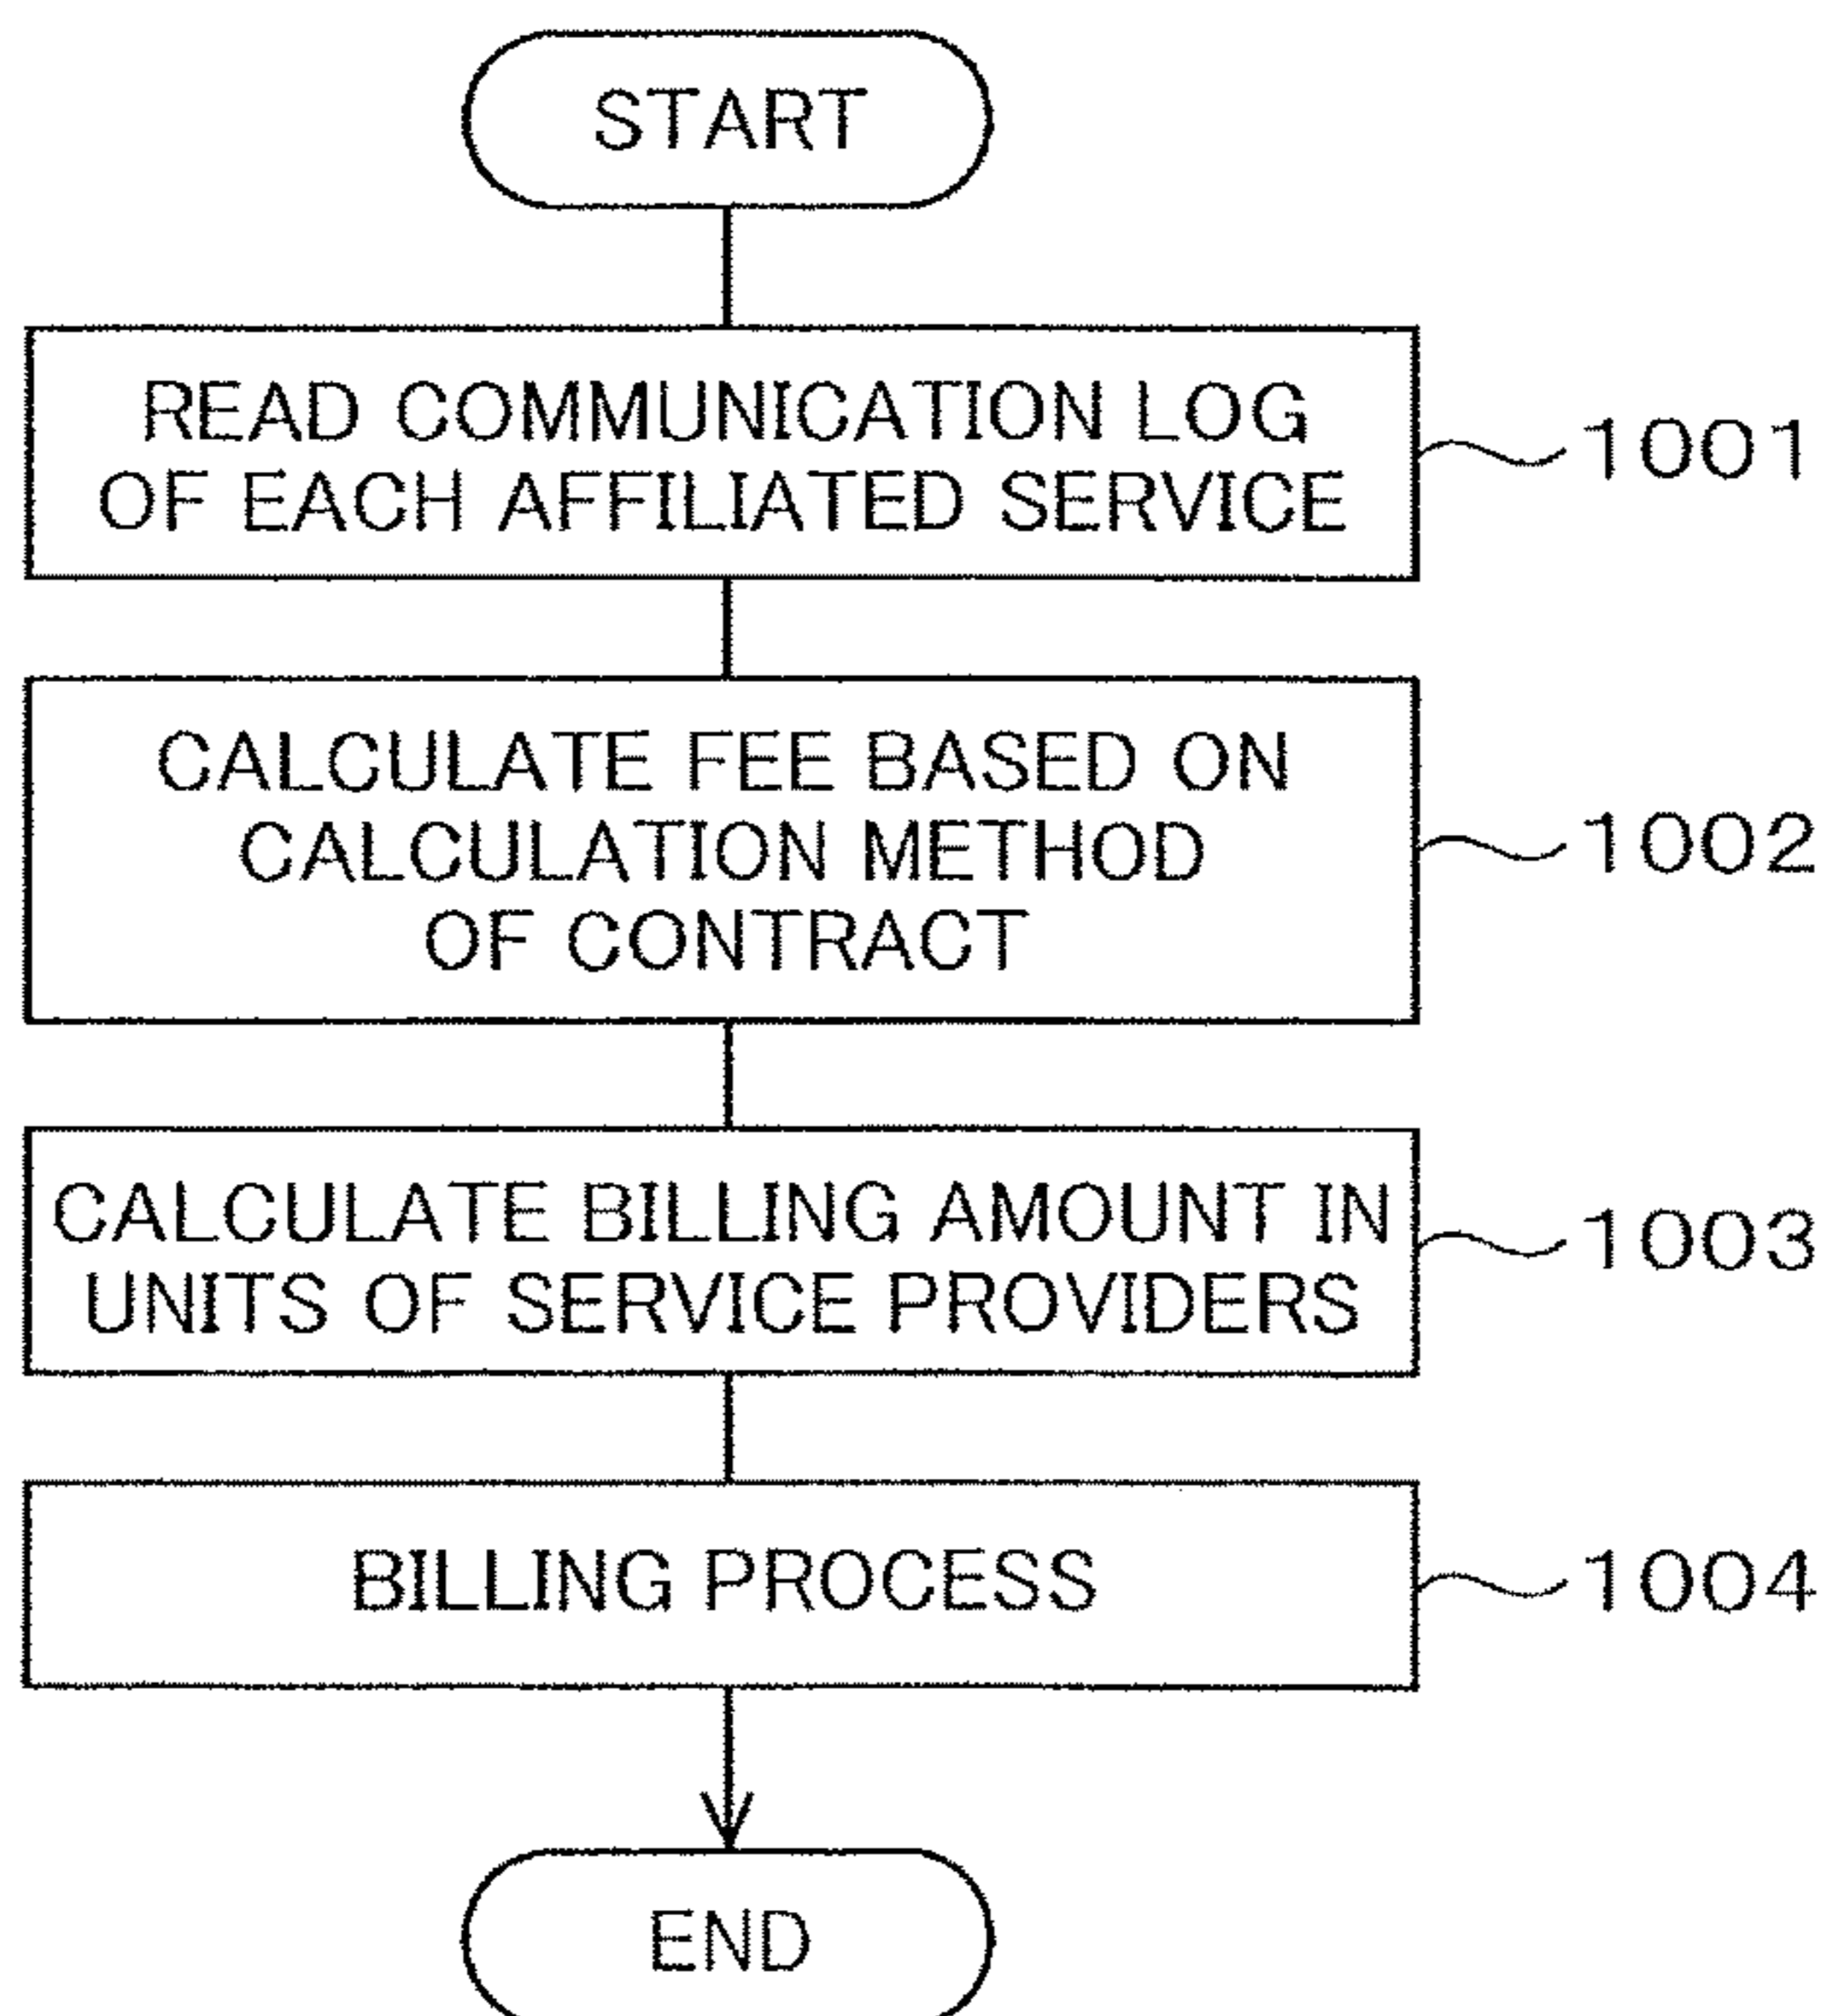 START
READ COMMUNICATION LOG
OF EACH AFFILIATED SERVICE
1001
CALCULATE FEE BASED ON
CALCULATION METHOD
OF CONTRACT
1002
CALCULATE BILLING AMOUNT IN
UNITS OF SERVICE PROVIDERS
1003
BILLING PROCESS
1004
END